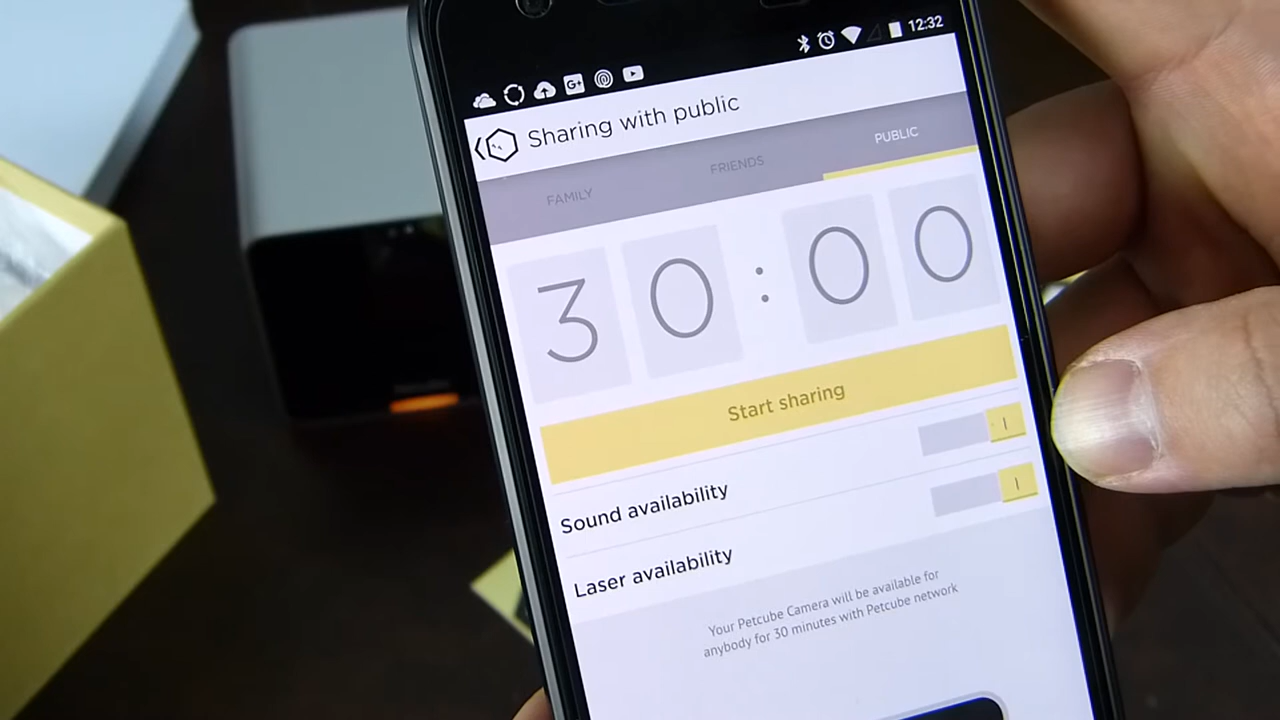 12:32
G+
Sharing with public
FAMILY FRIENDS PUBLIC
30:00
Start sharing
Sound availability
Laser availability
Your Petcube Camera will be available for
anybody for 30 minutes with Petcube network